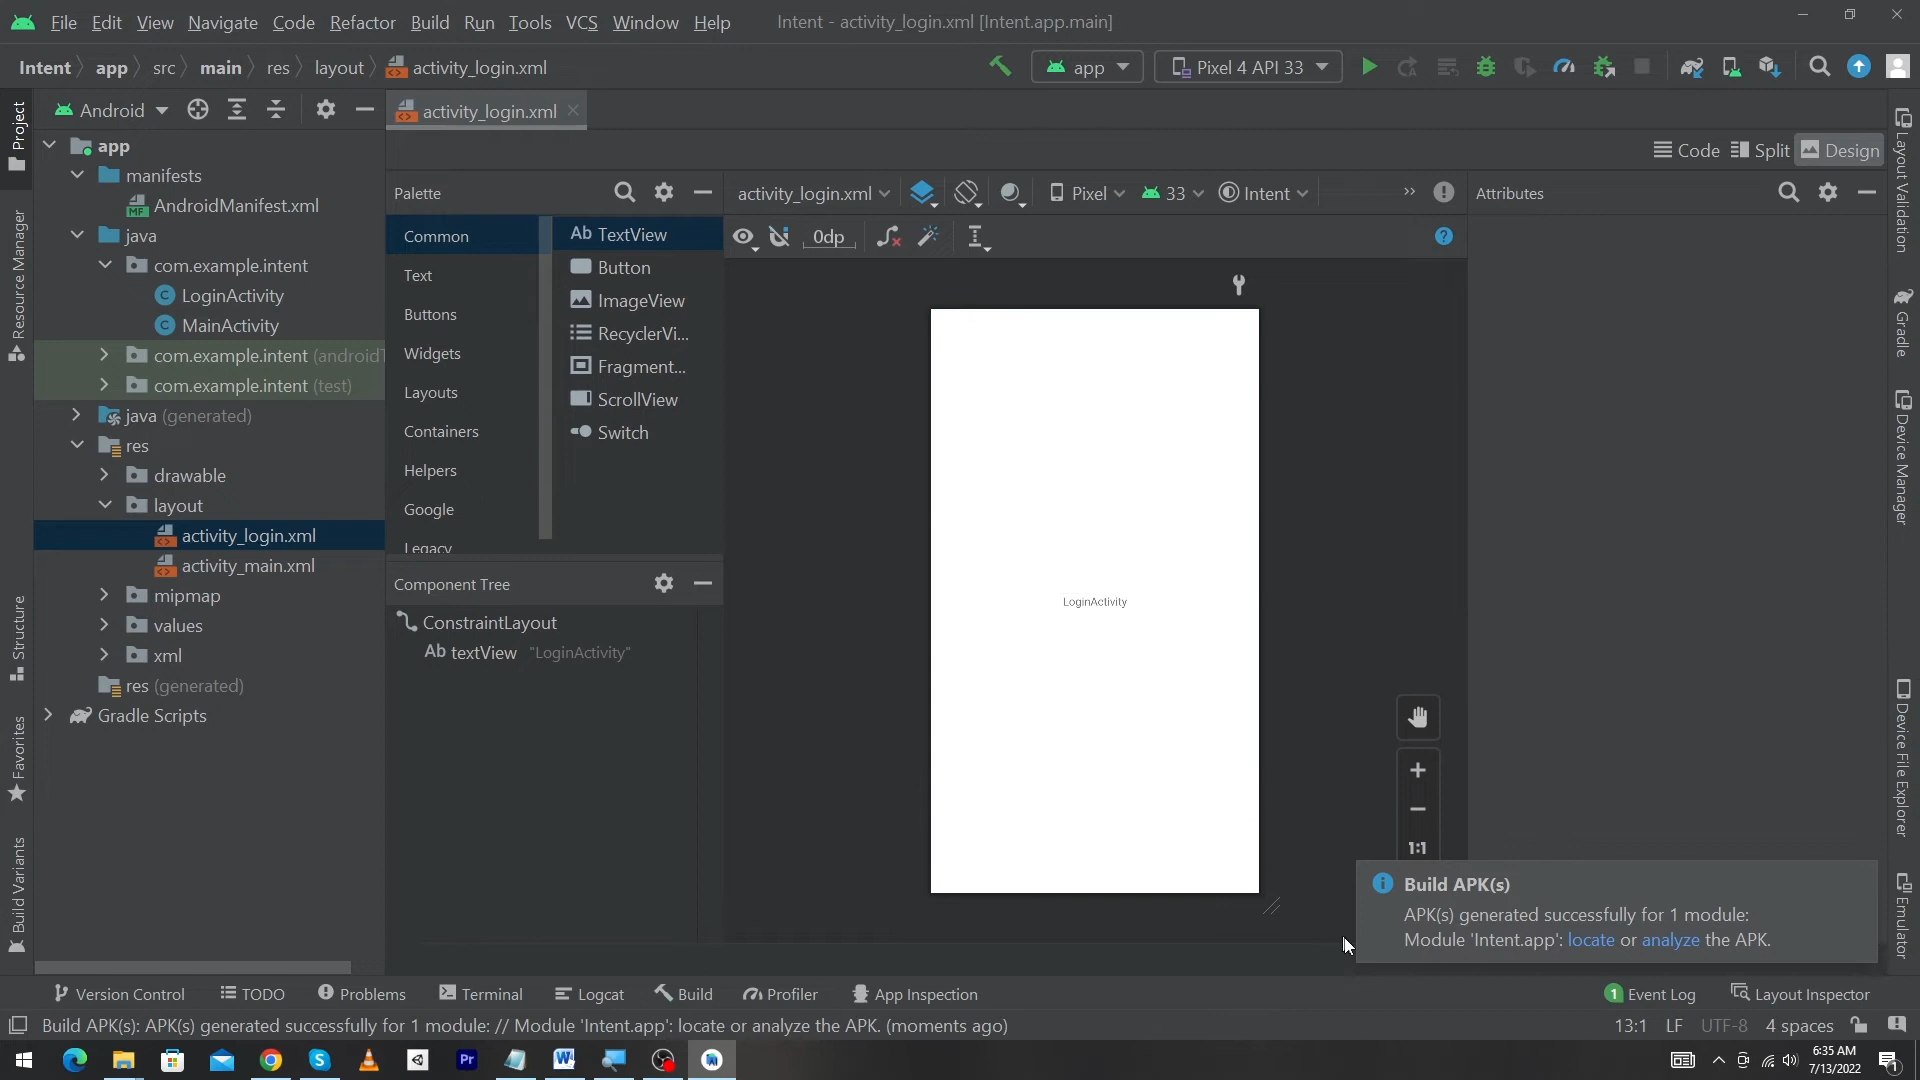 File Edit View Navigate Code Refactor Build Run Tools VCS Window Help Intent - activity_login.xml [Intent.app.main]
Intent app src main res layout activity_login.xml app Pixel 4 API 33
Project
Resource Manager
Structure
Favorites
Build Variants
Android
app
manifests
AndroidManifest.xml
java
com.example.intent
LoginActivity
MainActivity
com.example.intent (android
com.example.intent (test)
java (generated)
res
drawable
layout
activity_login.xml
activity_main.xml
mipmap
values
xml
res (generated)
Gradle Scripts
activity_login.xml
Code Split Design
Palette
Common
Text
Buttons
Widgets
Layouts
Containers
Helpers
Google
Legacy
Ab TextView
Button
ImageView
RecyclerVi...
Fragment...
ScrollView
Switch
Component Tree
ConstraintLayout
Ab textView "LoginActivity"
activity_login.xml Pixel 33 Intent
0dp
LoginActivity
1:1
Attributes
Layout Validation
Gradle
Device Manager
Device File Explorer
Emulator
Build APK(s)
APK(s) generated successfully for 1 module:
Module 'Intent.app': locate or analyze the APK.
Version Control TODO Problems Terminal Logcat Build Profiler App Inspection 1 Event Log Layout Inspector
Build APK(s): APK(s) generated successfully for 1 module: // Module 'Intent.app': locate or analyze the APK. (moments ago) 13:1 LF UTF-8 4 spaces
6:35 AM
7/13/2022
1